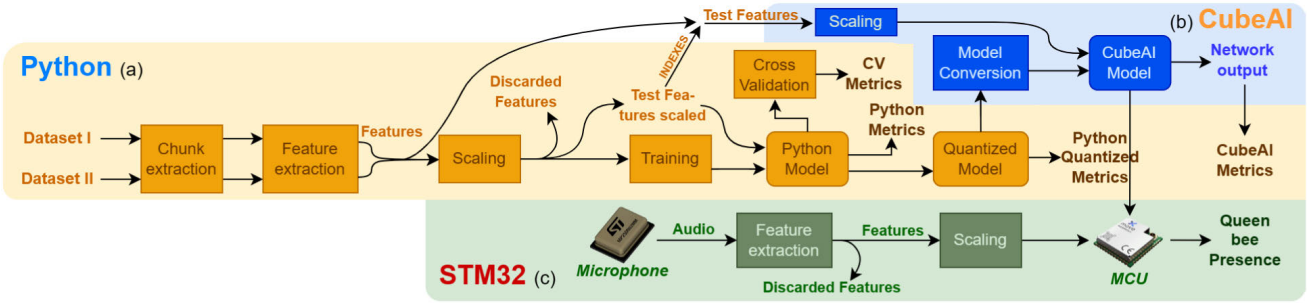 Python (a)
Dataset I
Dataset II
Chunk
extraction
Feature
extraction
Features
Scaling
Discarded
Features
Test Fea-
tures scaled
INDEXES
Training
Cross
Validation
CV
Metrics
Python
Model
Python
Metrics
Quantized
Model
Python
Quantized
Metrics
(b) CubeAI
Test Features
Scaling
Model
Conversion
CubeAI
Model
Network
output
CubeAI
Metrics
STM32 (c)
Microphone
Audio
Feature
extraction
Features
Discarded Features
Scaling
MCU
Queen
bee
Presence